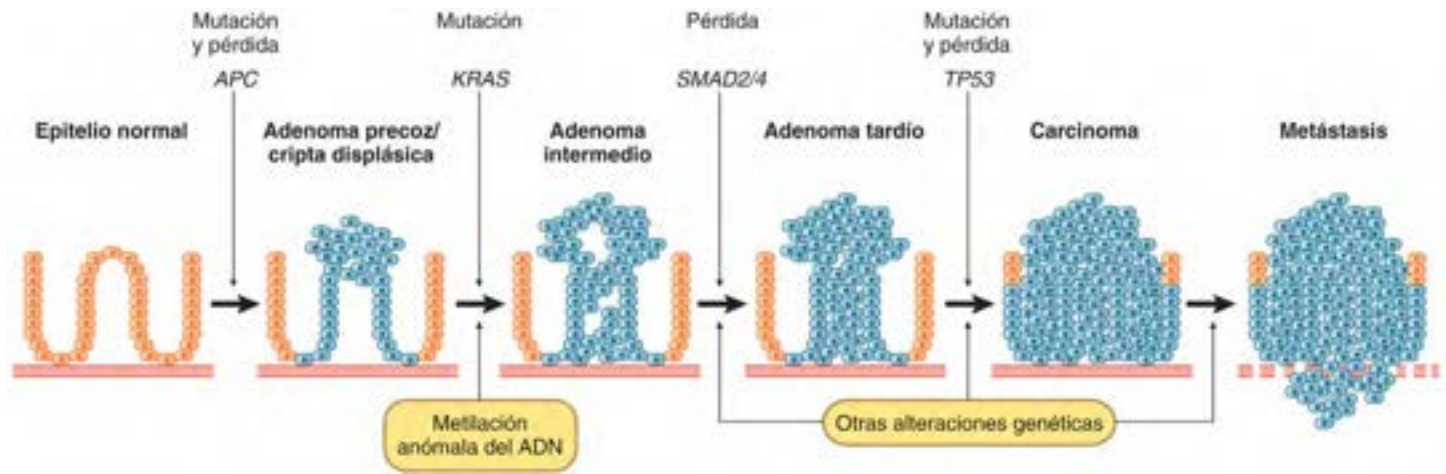 Mutación
y pérdida
APC
Mutación
KRAS
Pérdida
SMAD2/4
Mutación
y pérdida
TP53
Epitelio normal
Adenoma precoz/
cripta displásica
Adenoma
intermedio
Adenoma tardío
Carcinoma
Metástasis
Metilación
anómala del ADN
Otras alteraciones genéticas